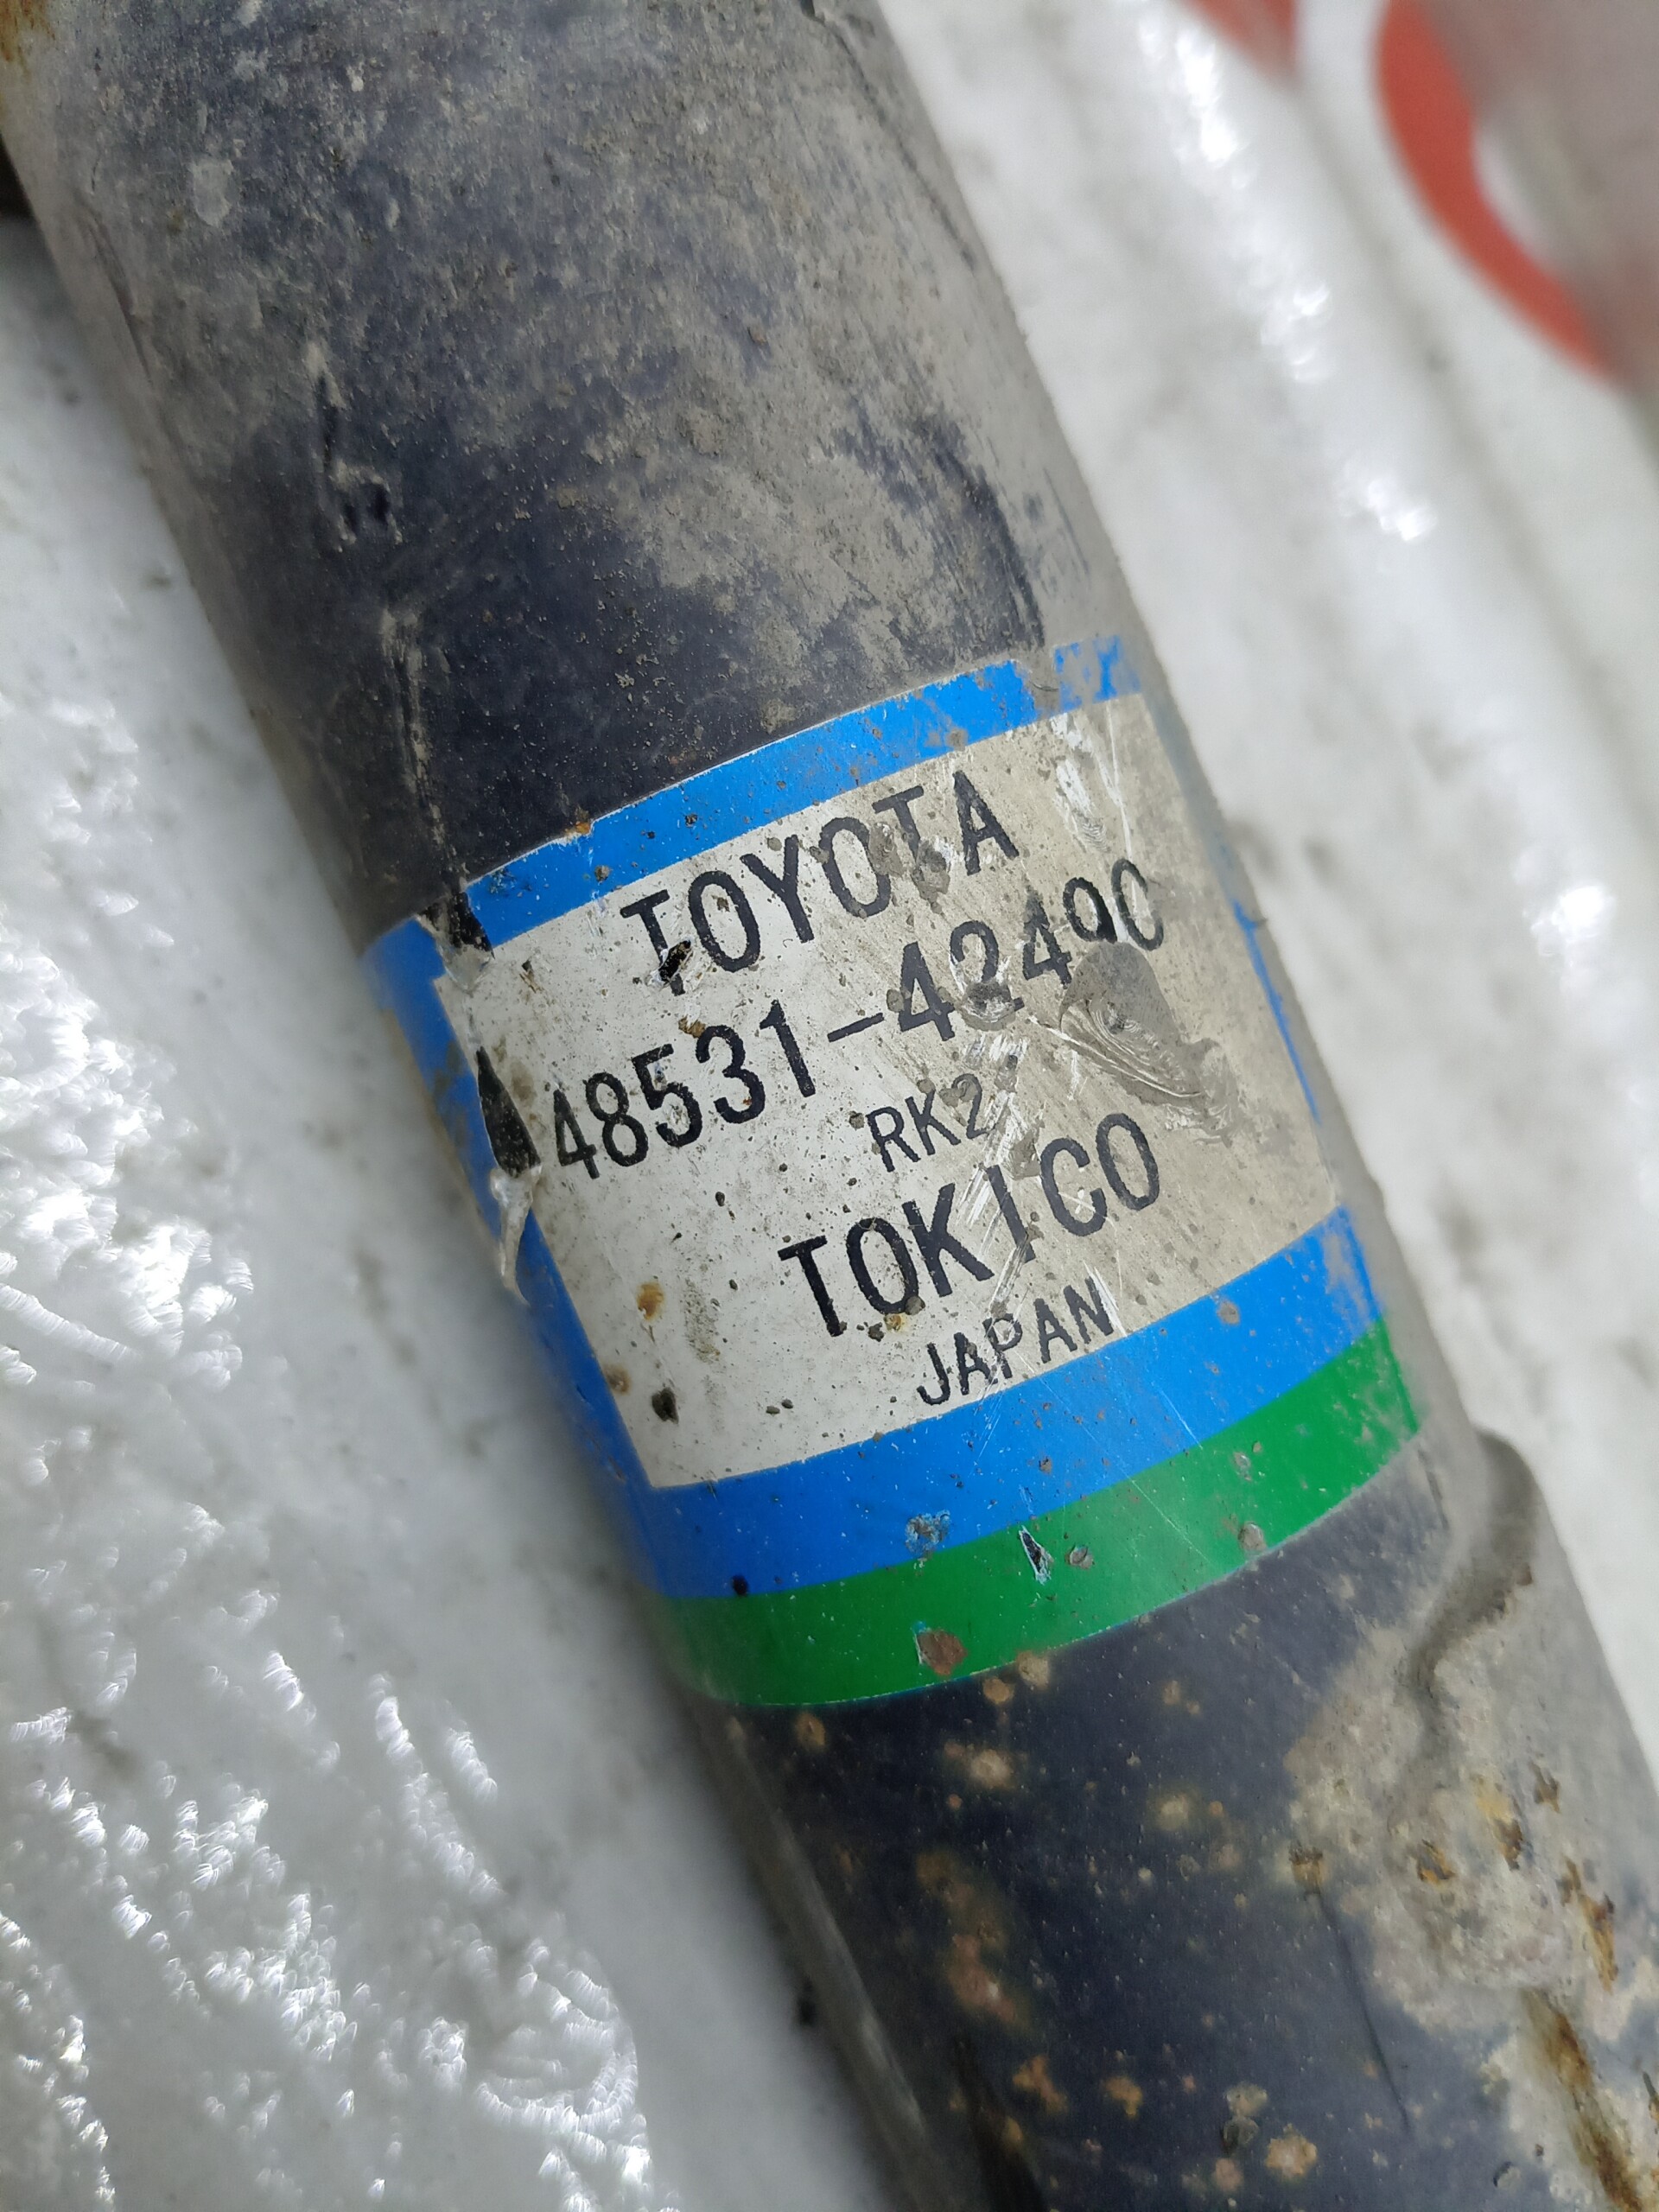 TOYOTA
48531-42490
RK2
TOKICO
JAPAN